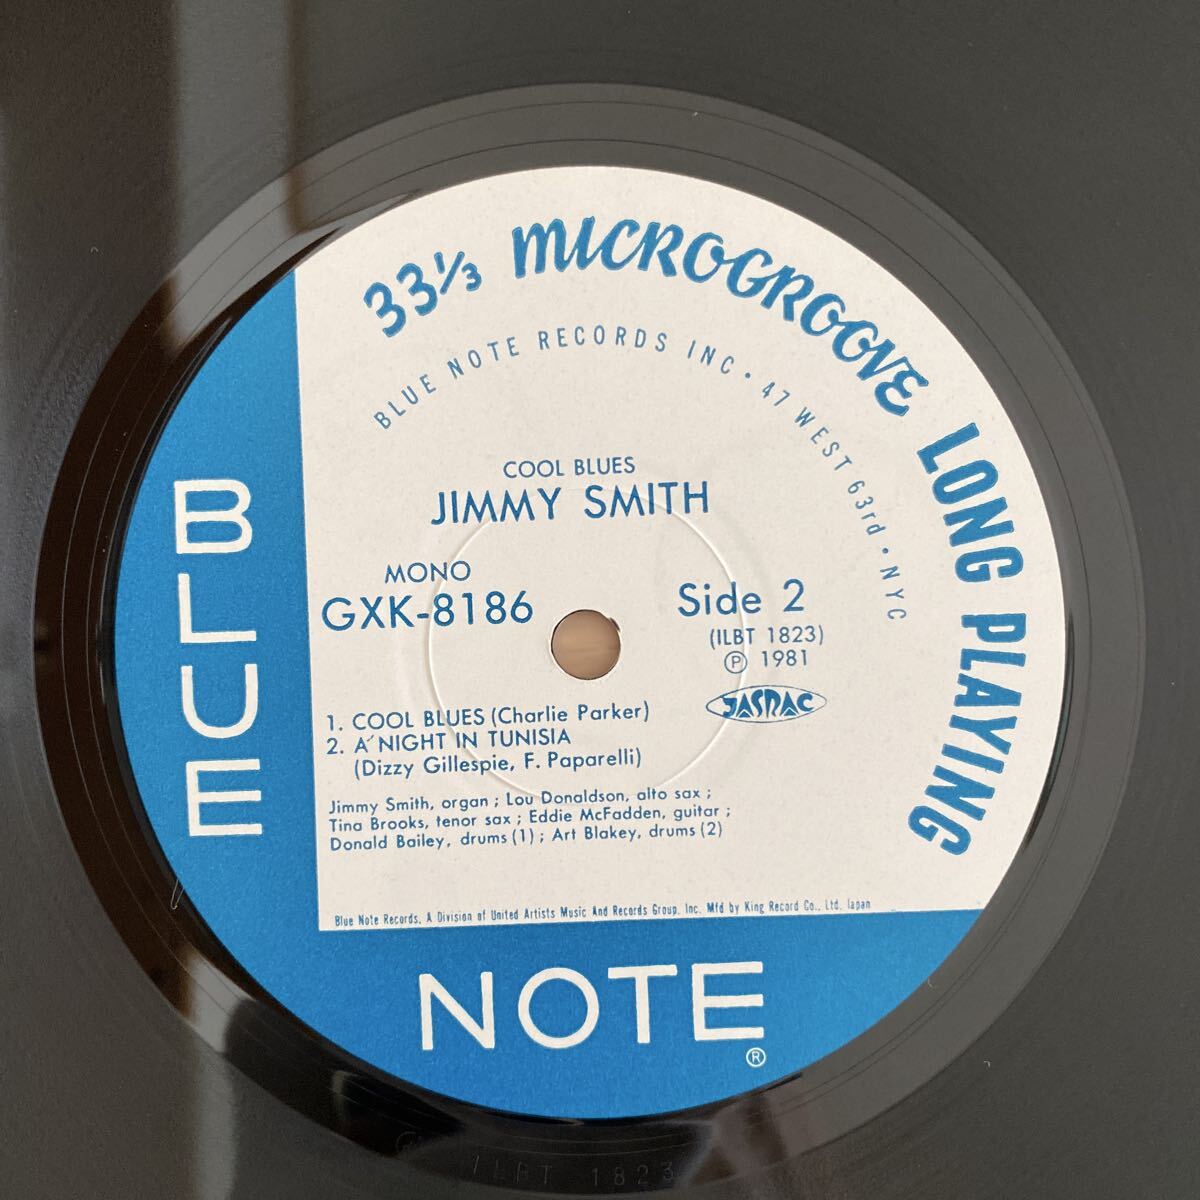 33⅓ MICROGROOVE LONG PLAYING
BLUE NOTE RECORDS INC • 47 WEST 63rd • NYC
COOL BLUES
JIMMY SMITH
MONO
GXK-8186
Side 2
(ILBT 1823)
Ⓟ 1981
JASRAC
1. COOL BLUES (Charlie Parker)
2. A´NIGHT IN TUNISIA
(Dizzy Gillespie, F. Paparelli)
Jimmy Smith, organ ; Lou Donaldson, alto sax ;
Tina Brooks, tenor sax ; Eddie McFadden, guitar ;
Donald Bailey, drums (1) ; Art Blakey, drums (2)
Blue Note Records, A Division of United Artists Music And Records Group, Inc. Mfd by King Record Co., Ltd. Japan
BLUE
NOTE
®
ILBT 1823